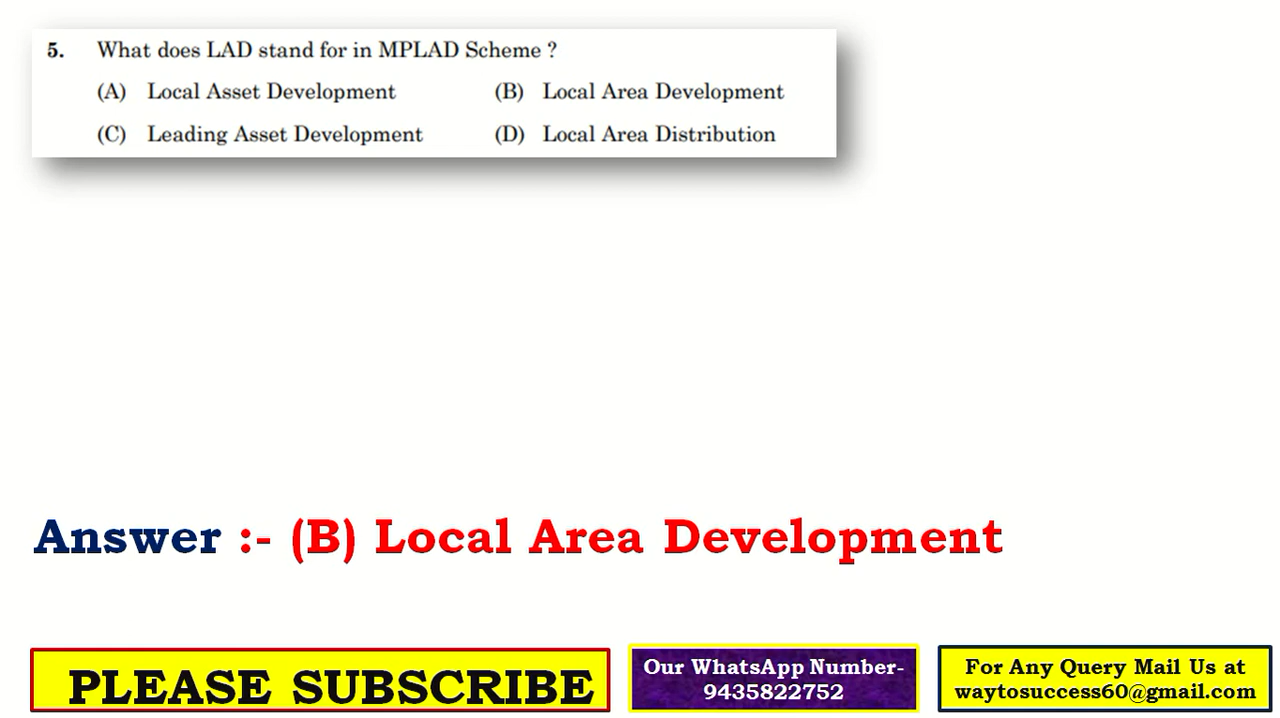 5. What does LAD stand for in MPLAD Scheme ?
(A) Local Asset Development (B) Local Area Development
(C) Leading Asset Development (D) Local Area Distribution
Answer :- (B) Local Area Development
PLEASE SUBSCRIBE
Our WhatsApp Number-
9435822752
For Any Query Mail Us at
waytosuccess60@gmail.com